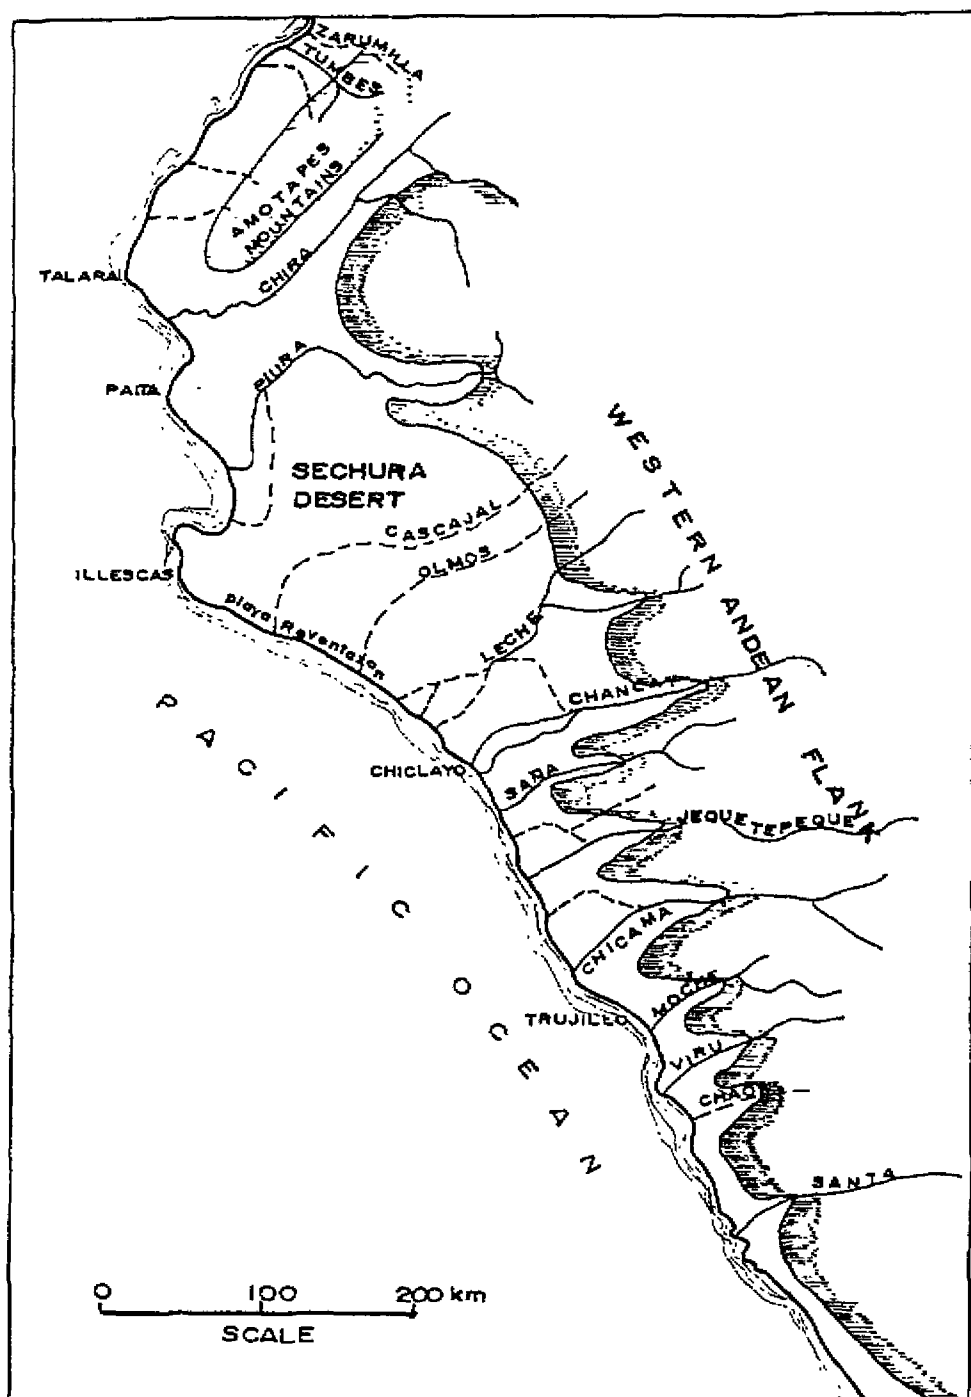 ZARUMILLA
TUMBES
AMOTAPES
MOUNTAINS
CHIRA
TALARA
PIURA
PAITA
WESTERN ANDEAN FLANK
SECHURA
DESERT
CASCAJAL
OLMOS
ILLESCAS
playa Reventazon
LECHE
CHANCAY
PACIFIC OCEAN
CHICLAYO
SAÑA
JEQUETEPEQUE
CHICAMA
MOCHE
TRUJILLO
VIRU
CHAO
SANTA
0 100 200 km
SCALE